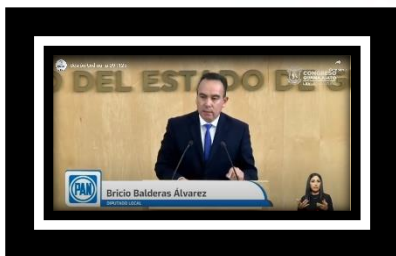 DEL ESTADO DE
CONGRESO
GUANAJUATO
PAN
Bricio Balderas Álvarez
DIPUTADO LOCAL